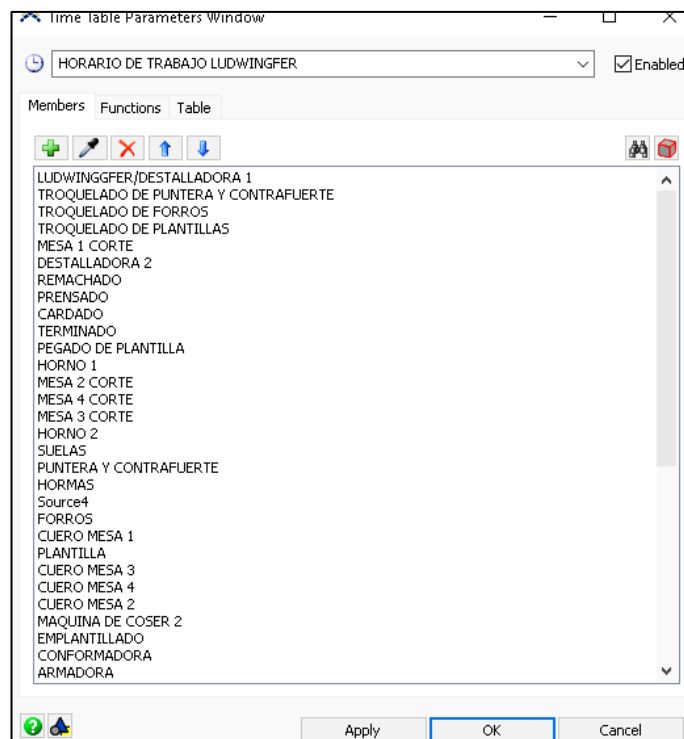 Time Table Parameters Window
HORARIO DE TRABAJO LUDWINGFER
Enabled
Members Functions Table
LUDWINGGFER/DESTALLADORA 1
TROQUELADO DE PUNTERA Y CONTRAFUERTE
TROQUELADO DE FORROS
TROQUELADO DE PLANTILLAS
MESA 1 CORTE
DESTALLADORA 2
REMACHADO
PRENSADO
CARDADO
TERMINADO
PEGADO DE PLANTILLA
HORNO 1
MESA 2 CORTE
MESA 4 CORTE
MESA 3 CORTE
HORNO 2
SUELAS
PUNTERA Y CONTRAFUERTE
HORMAS
Source4
FORROS
CUERO MESA 1
PLANTILLA
CUERO MESA 3
CUERO MESA 4
CUERO MESA 2
MAQUINA DE COSER 2
EMPLANTILLADO
CONFORMADORA
ARMADORA
Apply OK Cancel